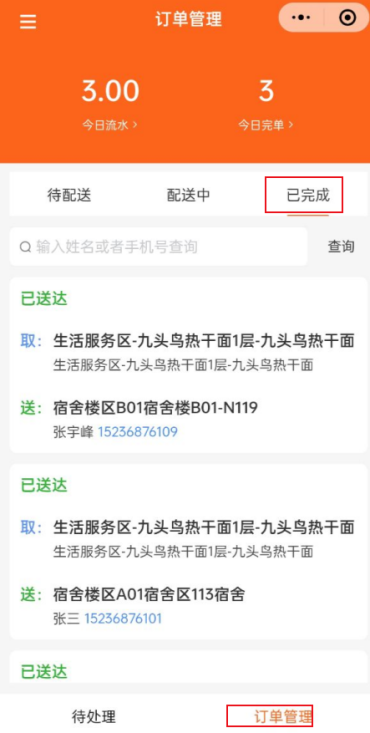 订单管理
3.00
3
今日流水 >
今日完单 >
待配送
配送中
已完成
输入姓名或者手机号查询
查询
已送达
取：生活服务区-九头鸟热干面1层-九头鸟热干面
生活服务区-九头鸟热干面1层-九头鸟热干面
送：宿舍楼区B01宿舍楼B01-N119
张宇峰 15236876109
已送达
取：生活服务区-九头鸟热干面1层-九头鸟热干面
生活服务区-九头鸟热干面1层-九头鸟热干面
送：宿舍楼区A01宿舍区113宿舍
张三 15236876101
已送达
待处理
订单管理